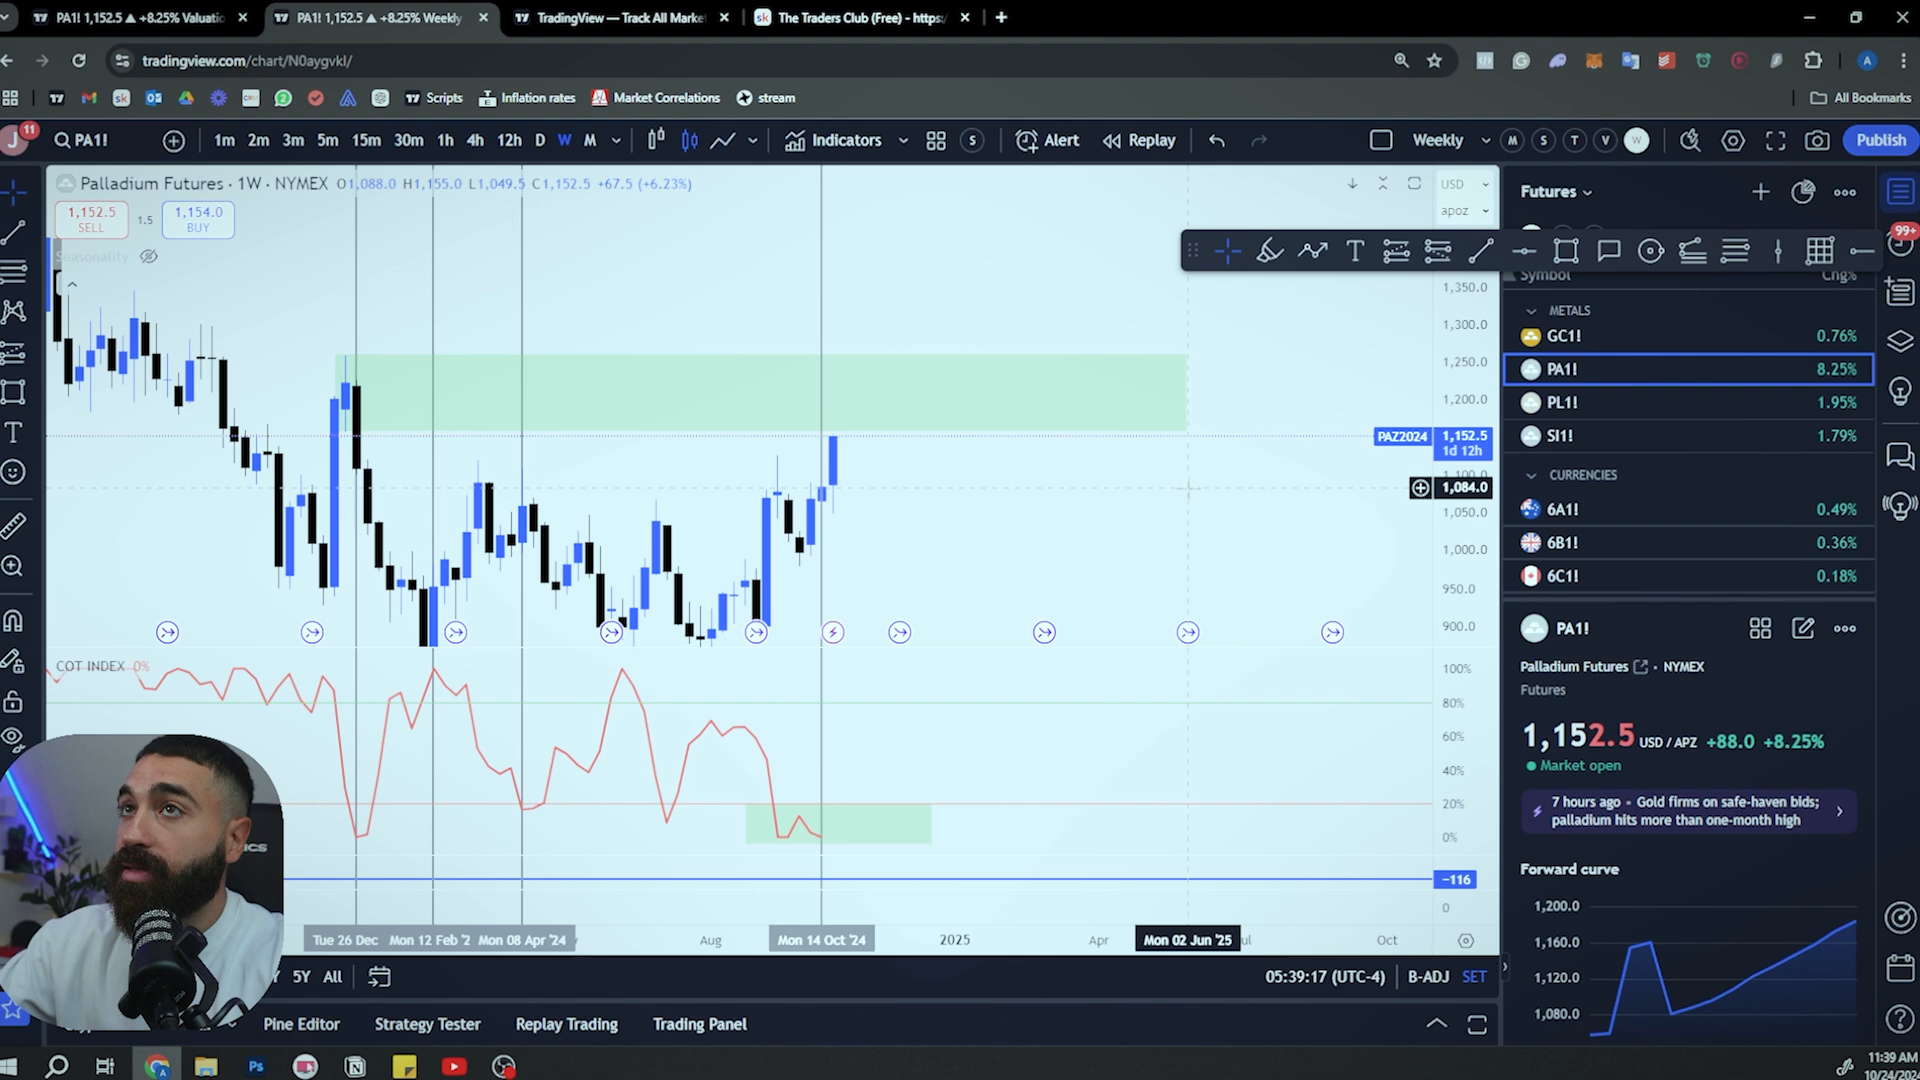 PA1! 1,152.5 ▲ +8.25% Valuatio
PA1! 1,152.5 ▲ +8.25% Weekly
TradingView — Track All Marke
The Traders Club (Free) - https:
tradingview.com/chart/N0aygvkl/
Scripts
Inflation rates
Market Correlations
stream
All Bookmarks
J 11
PA1!
1m 2m 3m 5m 15m 30m 1h 4h 12h D W M
Indicators
S
Alert
Replay
Weekly
M S T V W
Publish
Palladium Futures · 1W · NYMEX O1,088.0 H1,155.0 L1,049.5 C1,152.5 +67.5 (+6.23%)
USD
apoz
1,152.5
SELL
1.5
1,154.0
BUY
Seasonality
1,350.0
1,300.0
1,250.0
1,200.0
PAZ2024 1,152.5
1d 12h
1,100.0
1,084.0
1,050.0
1,000.0
950.0
900.0
COT INDEX 0%
100%
80%
60%
40%
20%
0%
−116
0
Tue 26 Dec Mon 12 Feb '2 Mon 08 Apr '24 Aug Mon 14 Oct '24 2025 Apr Mon 02 Jun '25 ul Oct
5Y All
05:39:17 (UTC-4) B-ADJ SET
Pine Editor
Strategy Tester
Replay Trading
Trading Panel
Futures
99+
Symbol Chg%
METALS
GC1! 0.76%
PA1! 8.25%
PL1! 1.95%
SI1! 1.79%
CURRENCIES
6A1! 0.49%
6B1! 0.36%
6C1! 0.18%
PA1!
Palladium Futures · NYMEX
Futures
1,152.5 USD / APZ +88.0 +8.25%
Market open
7 hours ago • Gold firms on safe-haven bids;
palladium hits more than one-month high
Forward curve
1,200.0
1,160.0
1,120.0
1,080.0
11:39 AM
10/24/202